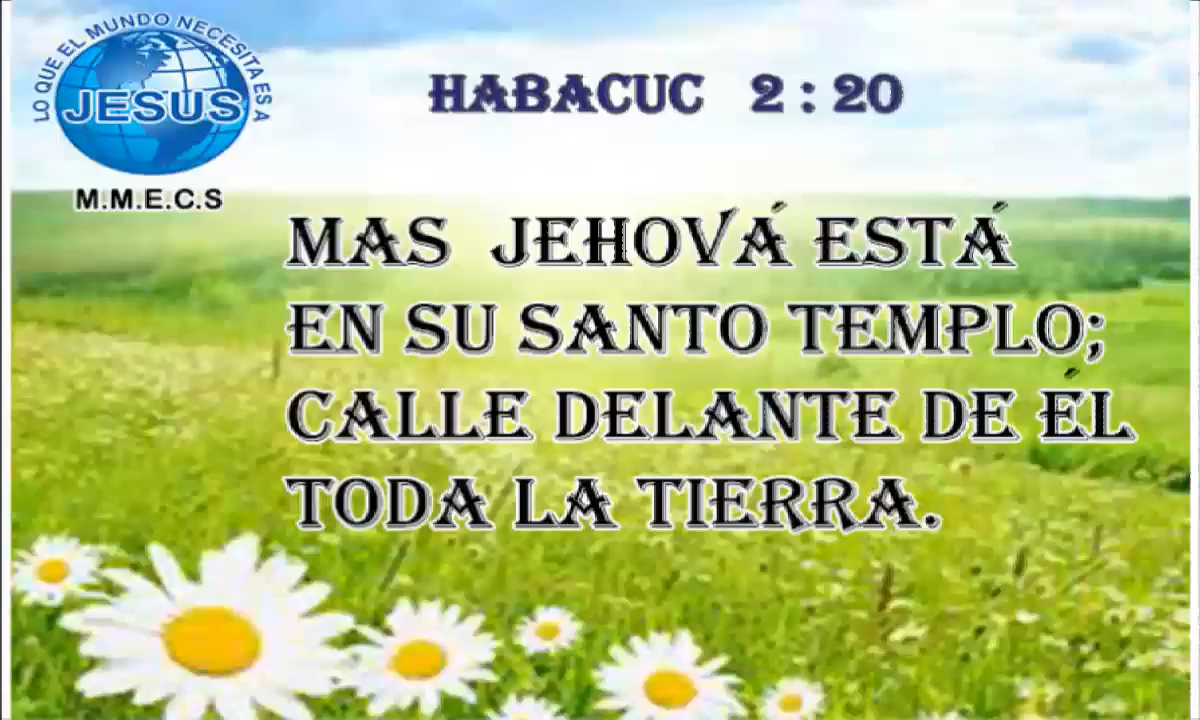 LO QUE EL MUNDO NECESITA ES A
JESUS
M.M.E.C.S
HABACUC 2 : 20
MAS JEHOVÁ ESTÁ
EN SU SANTO TEMPLO;
CALLE DELANTE DE ÉL
TODA LA TIERRA.